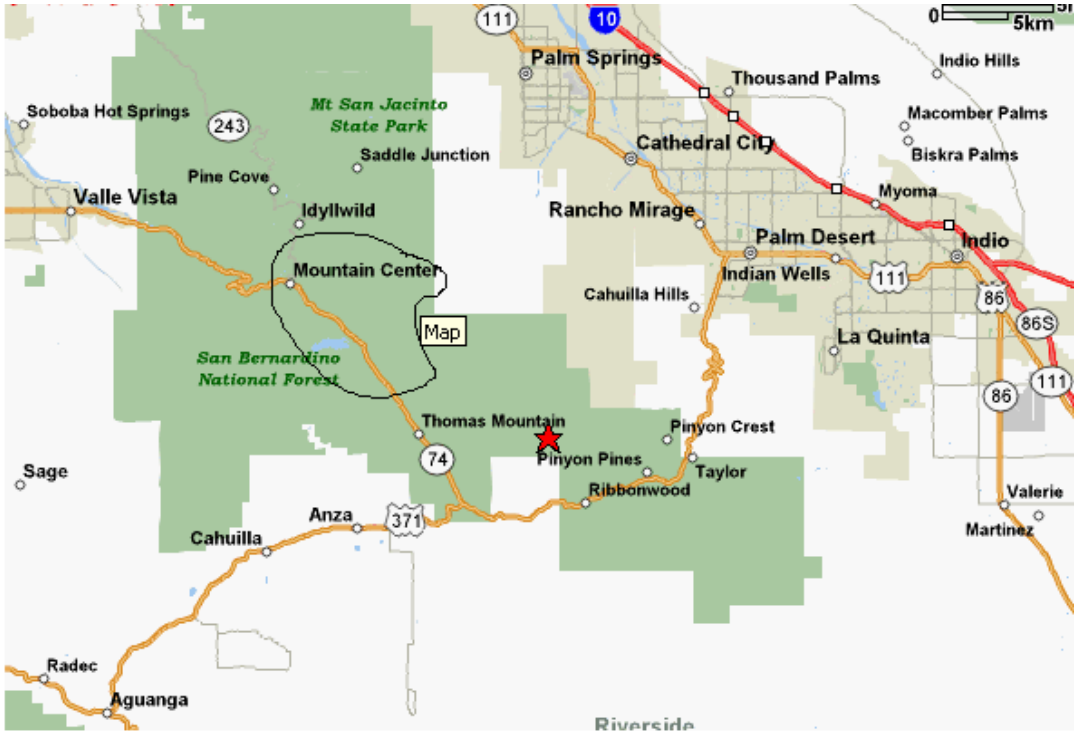 111
10
0
5km
Palm Springs
Indio Hills
Thousand Palms
Soboba Hot Springs
Mt San Jacinto
State Park
243
Macomber Palms
Cathedral City
Saddle Junction
Biskra Palms
Pine Cove
Valle Vista
Myoma
Idyllwild
Rancho Mirage
Palm Desert
Indio
Mountain Center
Indian Wells
111
Cahuilla Hills
86
86S
Map
La Quinta
San Bernardino
National Forest
111
86
Thomas Mountain
Pinyon Crest
74
Pinyon Pines
Taylor
Sage
Ribbonwood
Valerie
Anza
371
Martinez
Cahuilla
Radec
Aguanga
Riverside